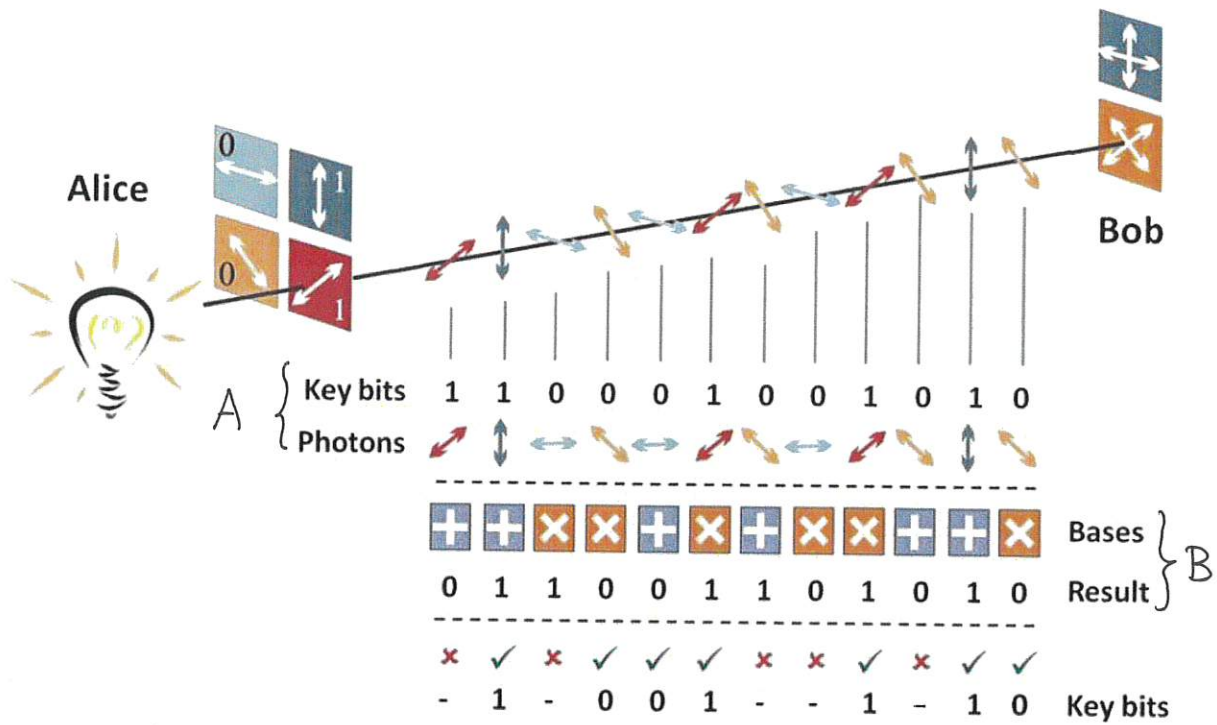 Alice
0
1
0
1
Bob
A { Key bits 1 1 0 0 0 1 0 0 1 0 1 0
Photons
Bases } B
0 1 1 0 0 1 1 0 1 0 1 0 Result
- 1 - 0 0 1 - - 1 - 1 0 Key bits